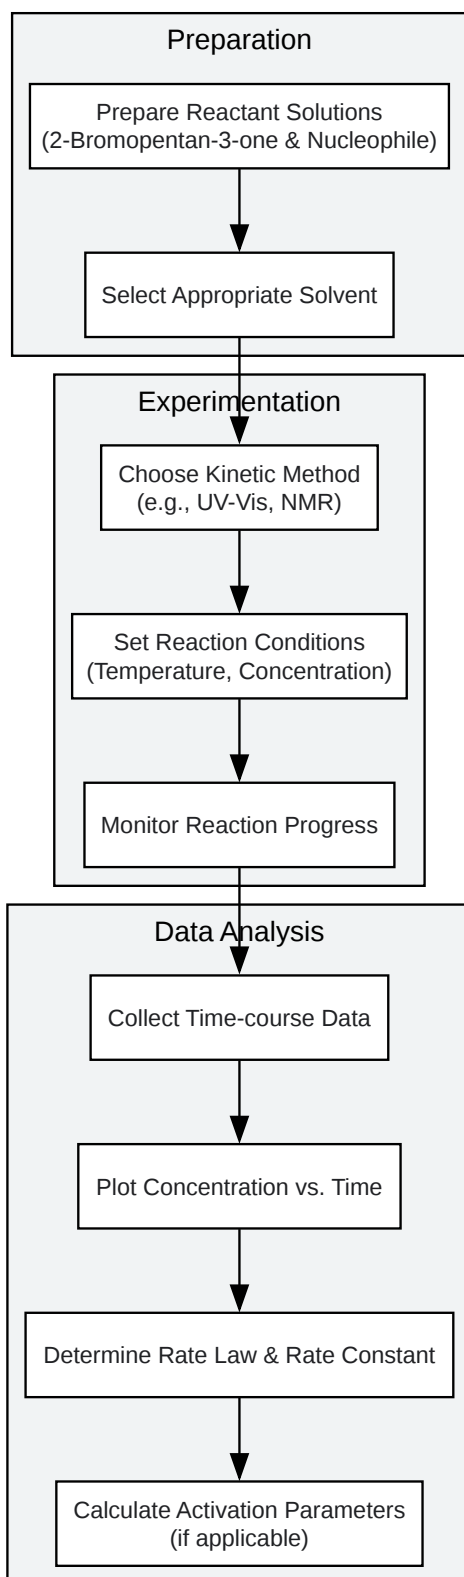 Preparation
Prepare Reactant Solutions
(2-Bromopentan-3-one & Nucleophile)
Select Appropriate Solvent
Experimentation
Choose Kinetic Method
(e.g., UV-Vis, NMR)
Set Reaction Conditions
(Temperature, Concentration)
Monitor Reaction Progress
Data Analysis
Collect Time-course Data
Plot Concentration vs. Time
Determine Rate Law & Rate Constant
Calculate Activation Parameters
(if applicable)